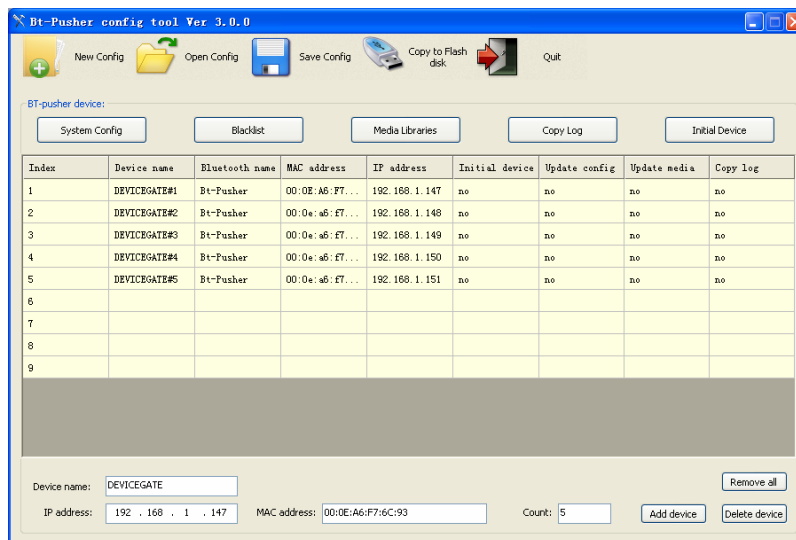 Bt-Pusher config tool Ver 3.0.0
New Config Open Config Save Config Copy to Flash disk Quit
BT-pusher device:
System Config Blacklist Media Libraries Copy Log Initial Device
Index Device name Bluetooth name MAC address IP address Initial device Update config Update media Copy log
1 DEVICEGATE#1 Bt-Pusher 00:0E:A6:F7... 192.168.1.147 no no no no
2 DEVICEGATE#2 Bt-Pusher 00:0e:a6:f7... 192.168.1.148 no no no no
3 DEVICEGATE#3 Bt-Pusher 00:0e:a6:f7... 192.168.1.149 no no no no
4 DEVICEGATE#4 Bt-Pusher 00:0e:a6:f7... 192.168.1.150 no no no no
5 DEVICEGATE#5 Bt-Pusher 00:0e:a6:f7... 192.168.1.151 no no no no
6
7
8
9
Device name: DEVICEGATE Remove all
IP address: 192 . 168 . 1 . 147 MAC address: 00:0E:A6:F7:6C:93 Count: 5 Add device Delete device